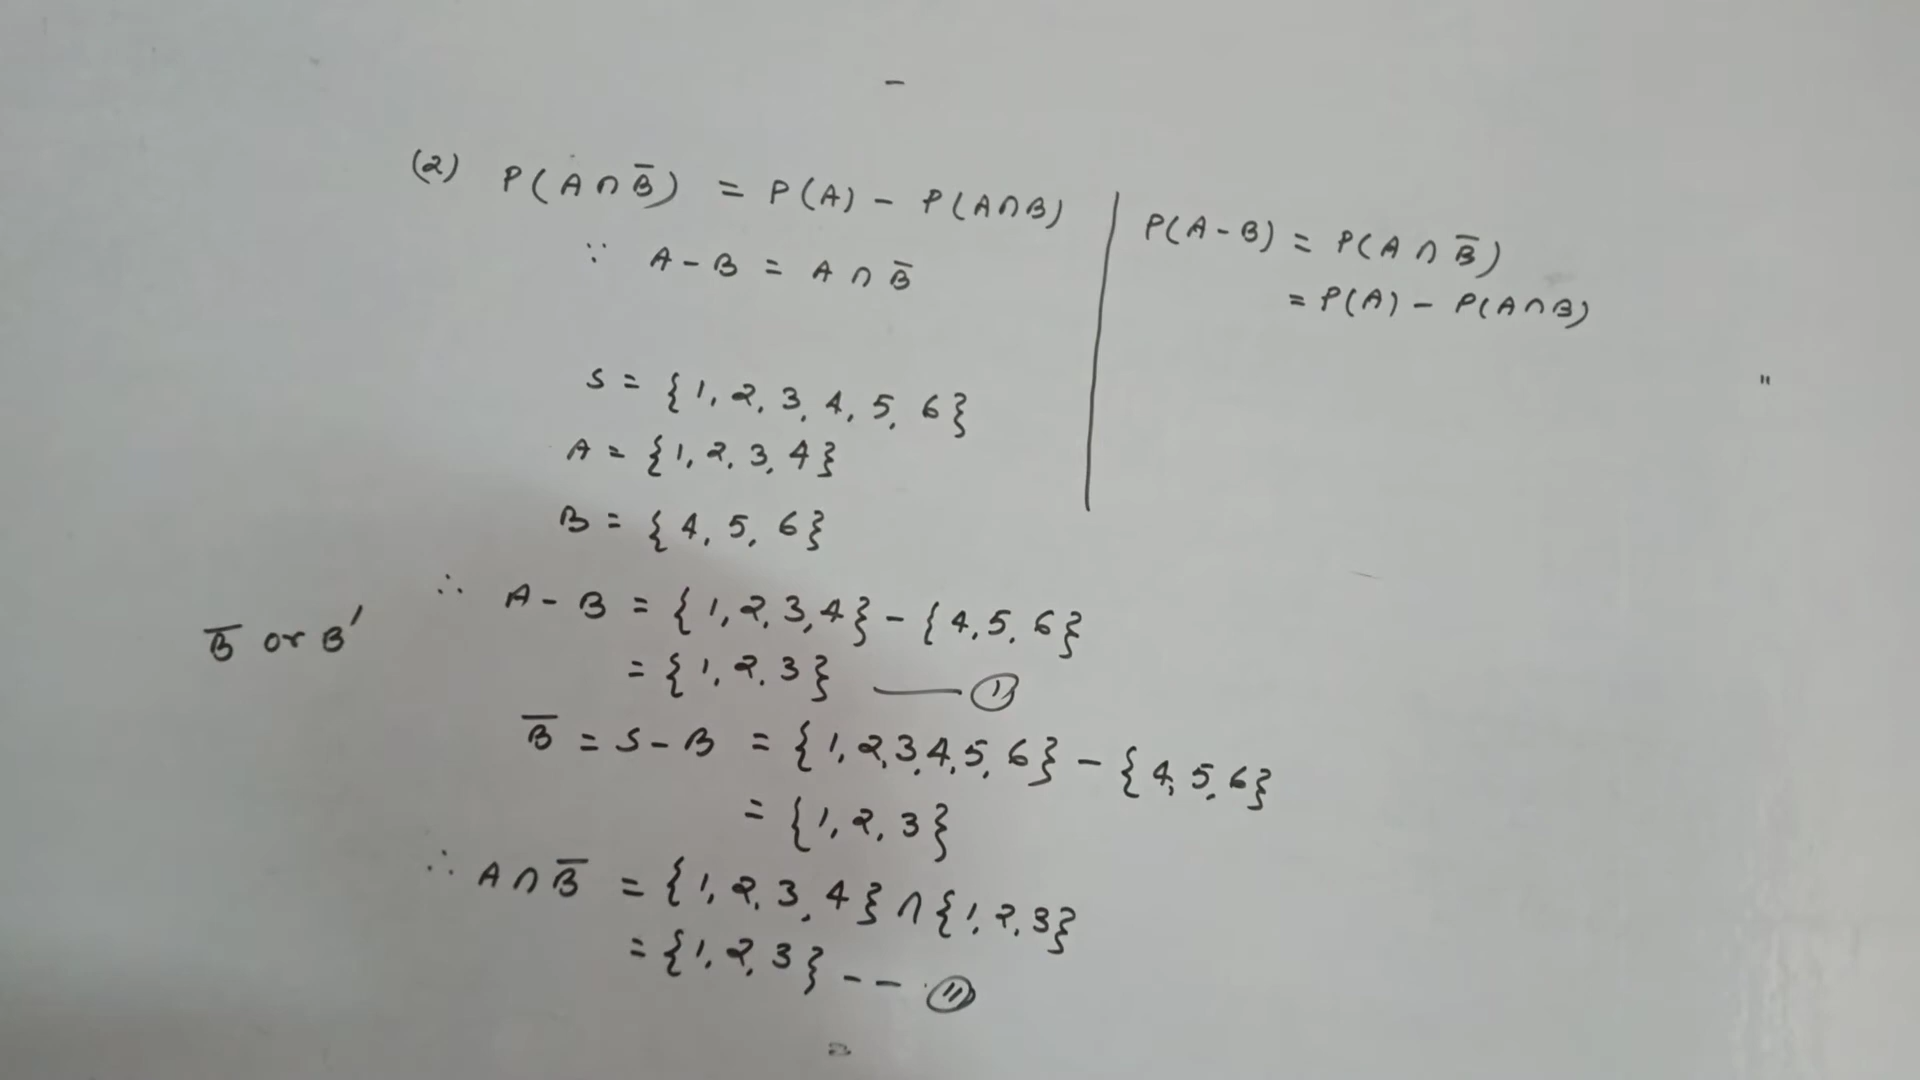 (2) P(A∩B̅) = P(A) - P(A∩B)
∵ A - B = A ∩ B̅
P(A - B) = P(A ∩ B̅)
= P(A) - P(A∩B)
S = {1, 2, 3, 4, 5, 6}
A = {1, 2, 3, 4}
B = {4, 5, 6}
∴ A - B = {1, 2, 3, 4} - {4, 5, 6}
= {1, 2, 3}
B̅ or B'
B̅ = S - B = {1, 2, 3, 4, 5, 6} - {4, 5, 6}
= {1, 2, 3}
∴ A∩B̅ = {1, 2, 3, 4} ∩ {1, 2, 3}
= {1, 2, 3}